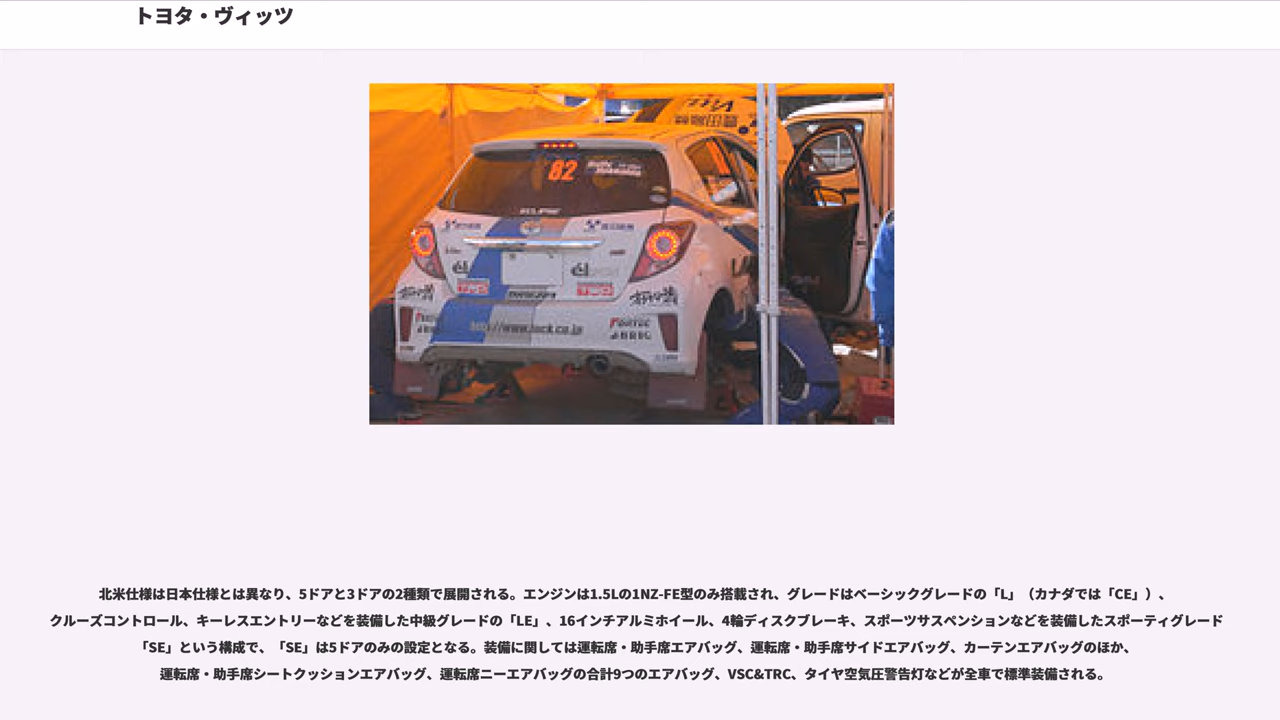 トヨタ・ヴィッツ
82
ECLIPSE
http://www.luck.co.jp
北米仕様は日本仕様とは異なり、5ドアと3ドアの2種類で展開される。エンジンは1.5Lの1NZ-FE型のみ搭載され、グレードはベーシックグレードの「L」（カナダでは「CE」）、
クルーズコントロール、キーレスエントリーなどを装備した中級グレードの「LE」、16インチアルミホイール、4輪ディスクブレーキ、スポーツサスペンションなどを装備したスポーティグレード
「SE」という構成で、「SE」は5ドアのみの設定となる。装備に関しては運転席・助手席エアバッグ、運転席・助手席サイドエアバッグ、カーテンエアバッグのほか、
運転席・助手席シートクッションエアバッグ、運転席ニーエアバッグの合計9つのエアバッグ、VSC&TRC、タイヤ空気圧警告灯などが全車で標準装備される。